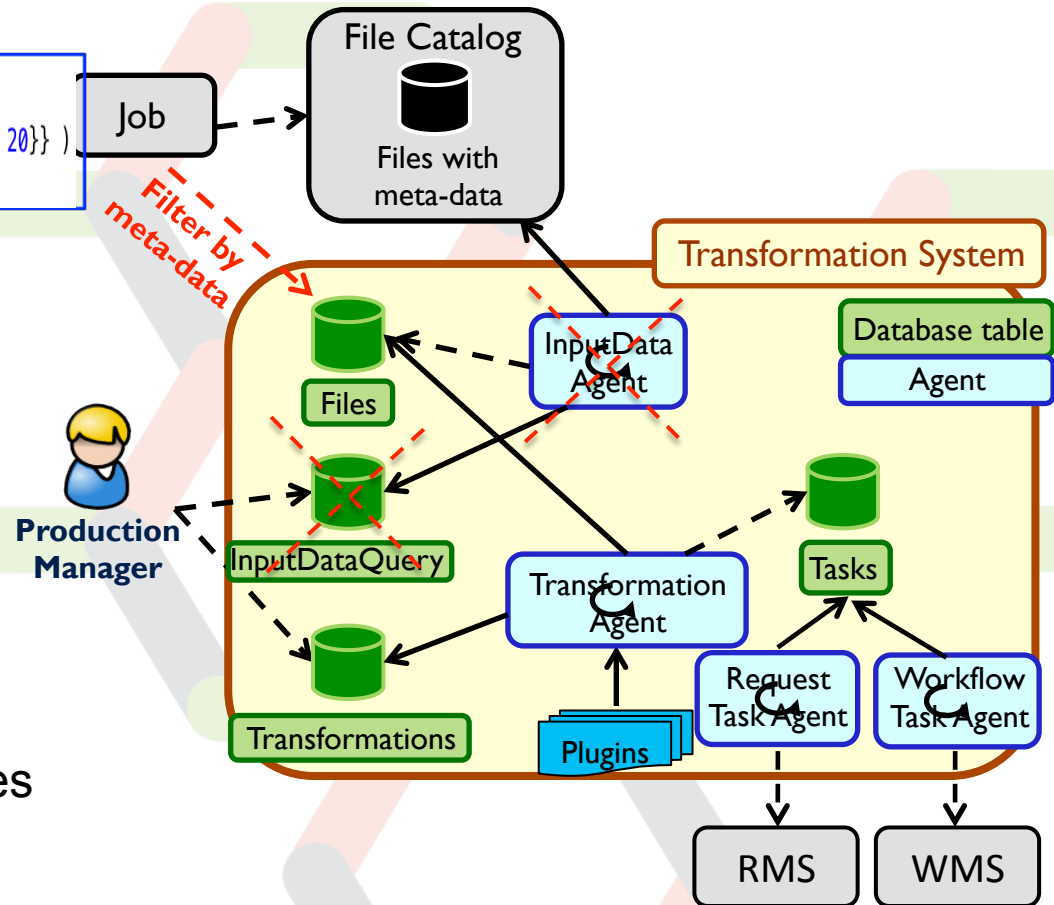 File Catalog
Files with
meta-data
Job
20}} )
Filter by
meta-data
Transformation System
Database table
Agent
InputData
Agent
Files
Production
Manager
InputDataQuery
Transformation
Agent
Tasks
Request
Task Agent
Workflow
Task Agent
Transformations
Plugins
es
RMS
WMS